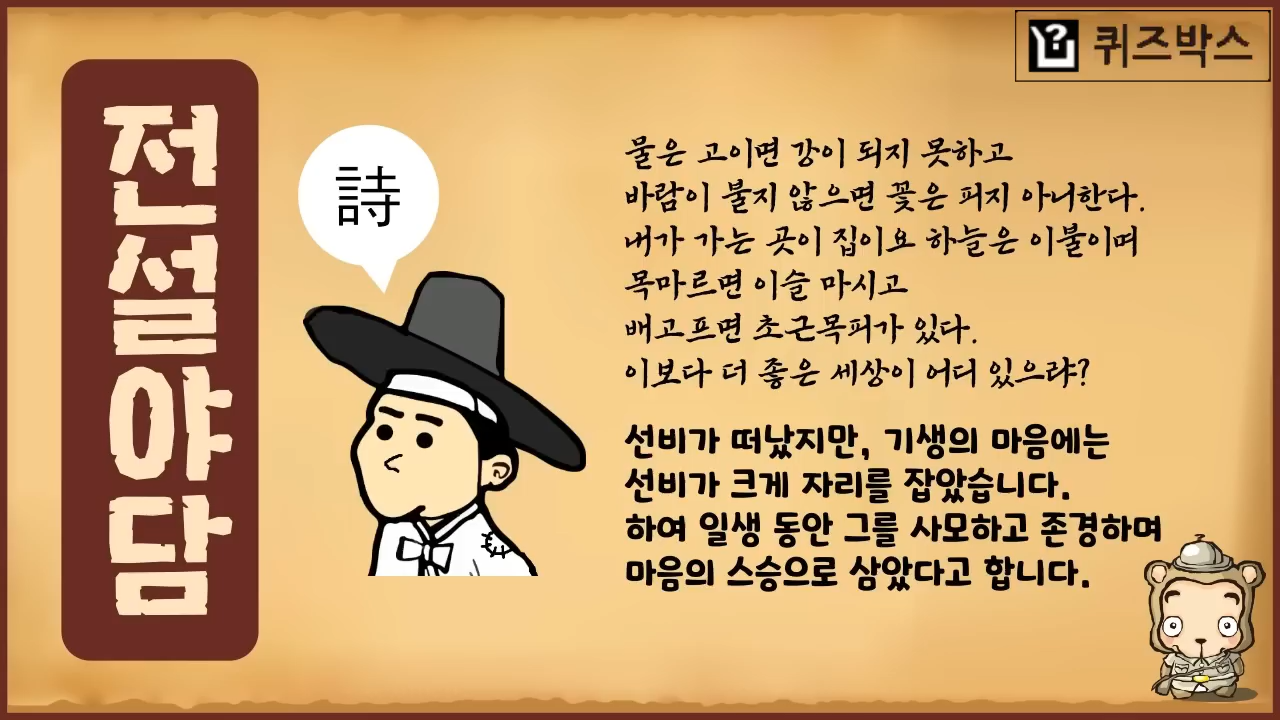 퀴즈박스
전설야담
詩
물은 고이면 강이 되지 못하고
바람이 불지 않으면 꽃은 피지 아니한다.
내가 가는 곳이 집이요 하늘은 이불이며
목마르면 이슬 마시고
배고프면 초근목피가 있다.
이보다 더 좋은 세상이 어디 있으랴?
선비가 떠났지만, 기생의 마음에는
선비가 크게 자리를 잡았습니다.
하여 일생 동안 그를 사모하고 존경하며
마음의 스승으로 삼았다고 합니다.